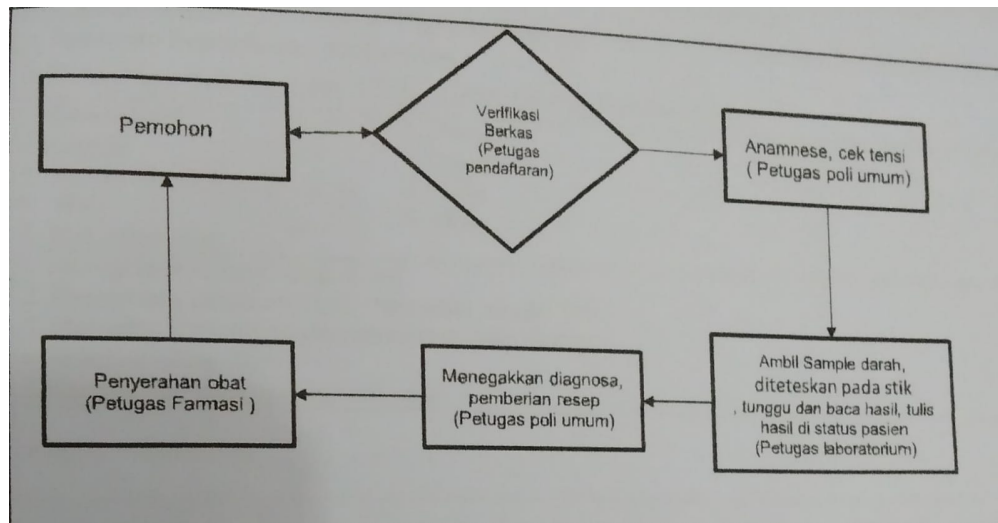 Pemohon
Verifikasi
Berkas
(Petugas
pendaftaran)
Anamnese, cek tensi
( Petugas poli umum)
Ambil Sample darah,
diteteskan pada stik
, tunggu dan baca hasil, tulis
hasil di status pasien
(Petugas laboratorium)
Menegakkan diagnosa,
pemberian resep
(Petugas poli umum)
Penyerahan obat
(Petugas Farmasi )